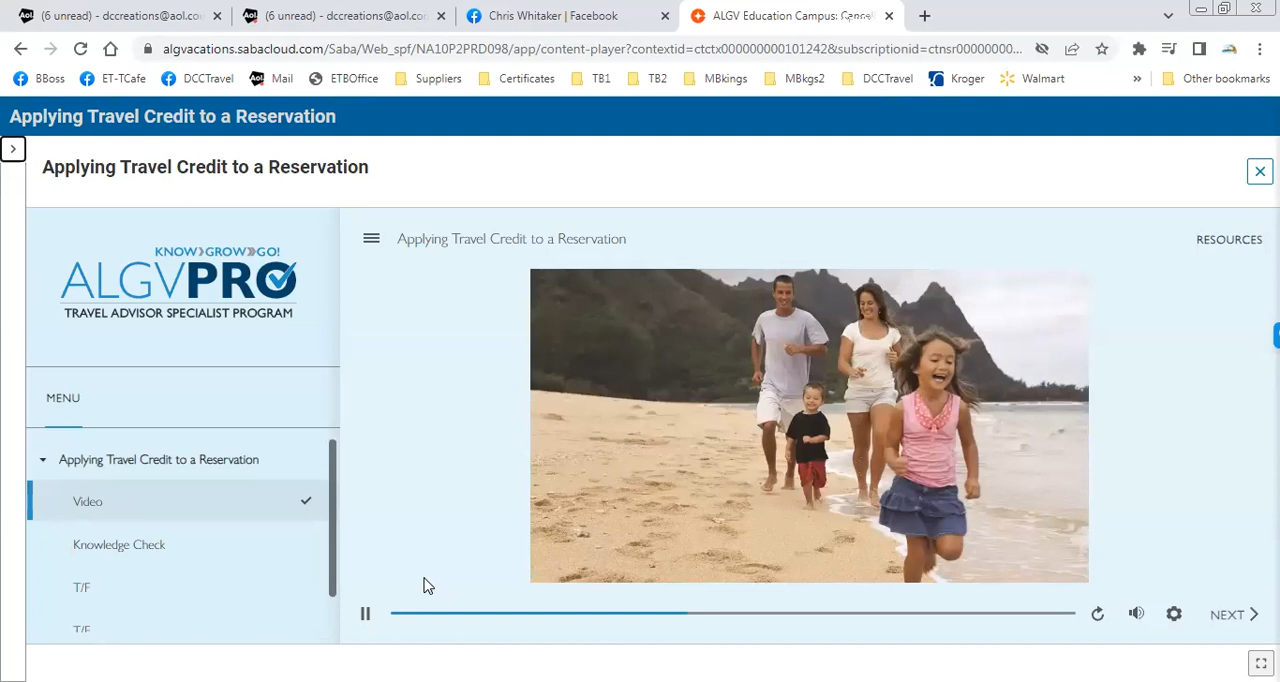 (6 unread) - dccreations@aol.co
(6 unread) - dccreations@aol.co
Chris Whitaker | Facebook
ALGV Education Campus: Cancell
algvacations.sabacloud.com/Saba/Web_spf/NA10P2PRD098/app/content-player?contextid=ctctx000000000101242&subscriptionid=ctnsr00000000...
BBoss
ET-TCafe
DCCTravel
Mail
ETBOffice
Suppliers
Certificates
TB1
TB2
MBkings
MBkgs2
DCCTravel
Kroger
Walmart
Other bookmarks
Applying Travel Credit to a Reservation
Applying Travel Credit to a Reservation
KNOW GROW GO!
ALGVPRO
TRAVEL ADVISOR SPECIALIST PROGRAM
Applying Travel Credit to a Reservation
RESOURCES
MENU
Applying Travel Credit to a Reservation
Video
Knowledge Check
T/F
T/F
NEXT